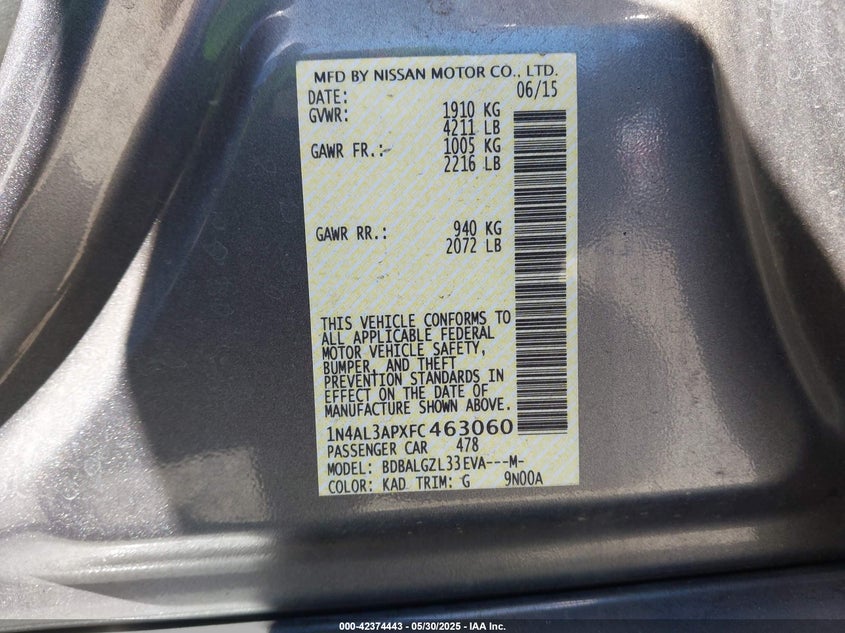 MFD BY NISSAN MOTOR CO., LTD.
DATE: 06/15
GVWR: 1910 KG
4211 LB
GAWR FR.: 1005 KG
2216 LB
GAWR RR.: 940 KG
2072 LB
THIS VEHICLE CONFORMS TO
ALL APPLICABLE FEDERAL
MOTOR VEHICLE SAFETY,
BUMPER, AND THEFT
PREVENTION STANDARDS IN
EFFECT ON THE DATE OF
MANUFACTURE SHOWN ABOVE.
1N4AL3APXFC463060
PASSENGER CAR 478
MODEL: BDBALGZL33EVA---M-
COLOR: KAD TRIM: G 9N00A
000-42374443 — 05/30/2025 — IAA Inc.